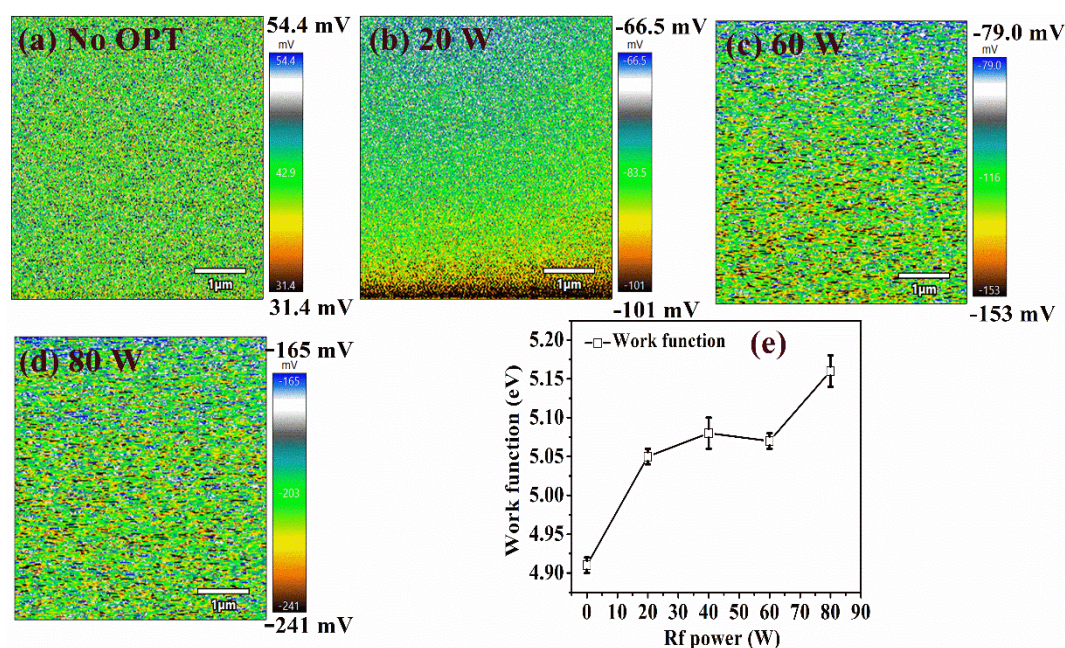 (a) No OPT
54.4 mV
mV
54.4
42.9
31.4
1µm
31.4 mV
(b) 20 W
-66.5 mV
mV
-66.5
-83.5
-101
1µm
-101 mV
(c) 60 W
-79.0 mV
mV
-79.0
-116
-153
1µm
-153 mV
(d) 80 W
-165 mV
mV
-165
-203
-241
1µm
-241 mV
(e)
Work function
Work function (eV)
5.20
5.15
5.10
5.05
5.00
4.95
4.90
0 10 20 30 40 50 60 70 80 90
Rf power (W)